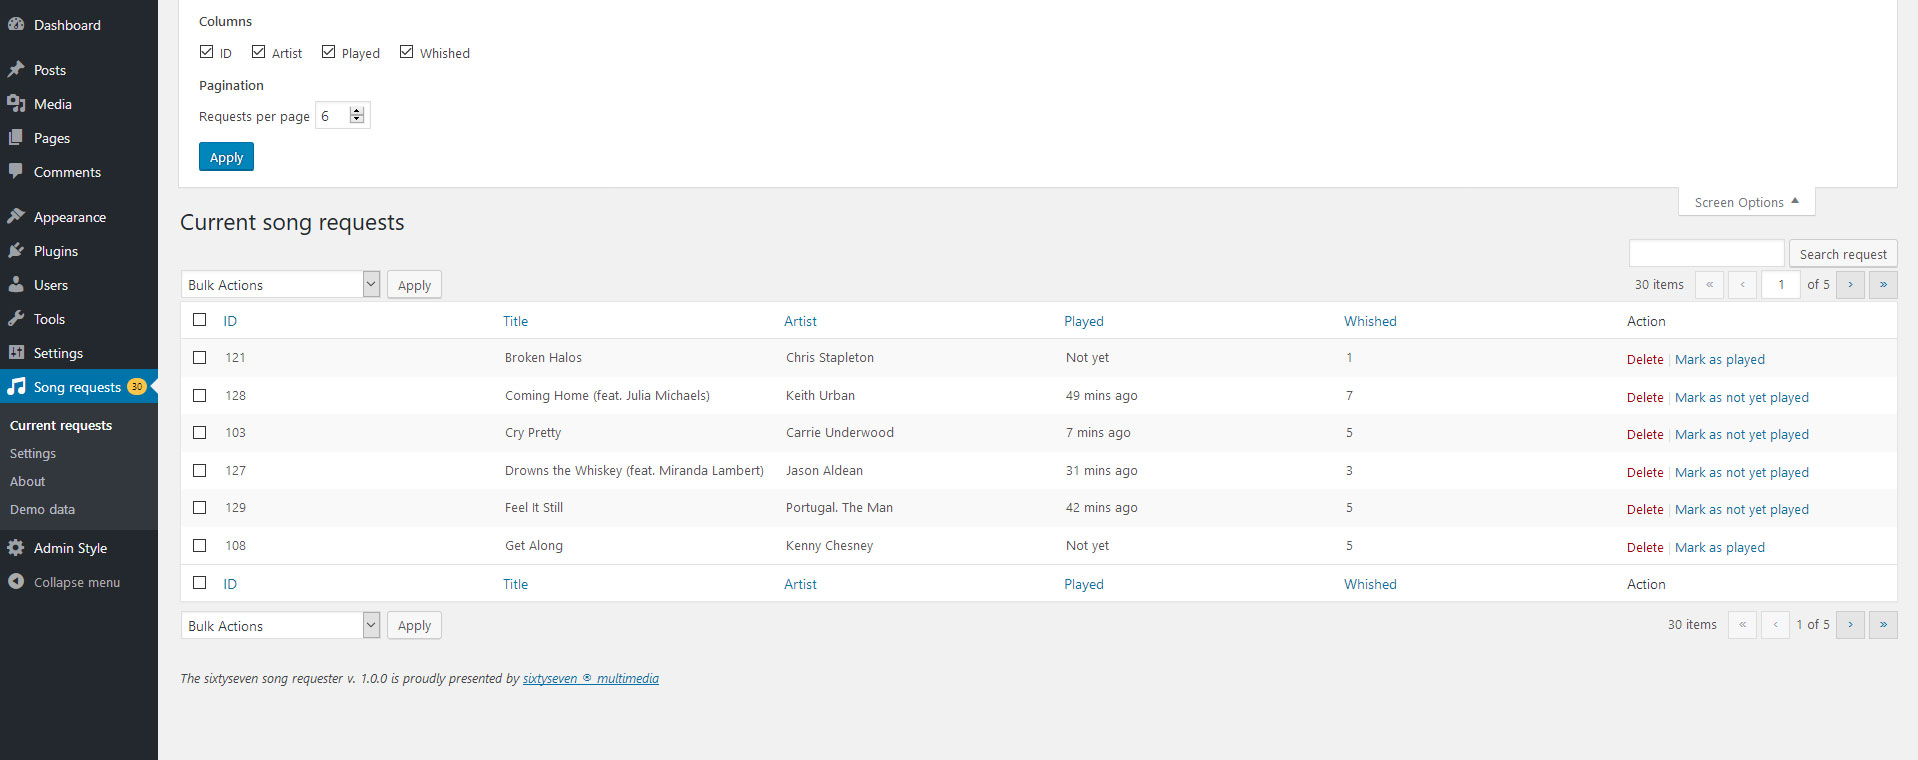 Dashboard
Posts
Media
Pages
Comments
Appearance
Plugins
Users
Tools
Settings
Song requests 30
Current requests
Settings
About
Demo data
Admin Style
Collapse menu
Columns
ID Artist Played Whished
Pagination
Requests per page 6
Apply
Screen Options
Current song requests
Search request
Bulk Actions Apply 30 items « ‹ 1 of 5 › »
ID Title Artist Played Whished Action
121 Broken Halos Chris Stapleton Not yet 1 Delete | Mark as played
128 Coming Home (feat. Julia Michaels) Keith Urban 49 mins ago 7 Delete | Mark as not yet played
103 Cry Pretty Carrie Underwood 7 mins ago 5 Delete | Mark as not yet played
127 Drowns the Whiskey (feat. Miranda Lambert) Jason Aldean 31 mins ago 3 Delete | Mark as not yet played
129 Feel It Still Portugal. The Man 42 mins ago 5 Delete | Mark as not yet played
108 Get Along Kenny Chesney Not yet 5 Delete | Mark as played
ID Title Artist Played Whished Action
Bulk Actions Apply 30 items « ‹ 1 of 5 › »
The sixtyseven song requester v. 1.0.0 is proudly presented by sixtyseven ® multimedia